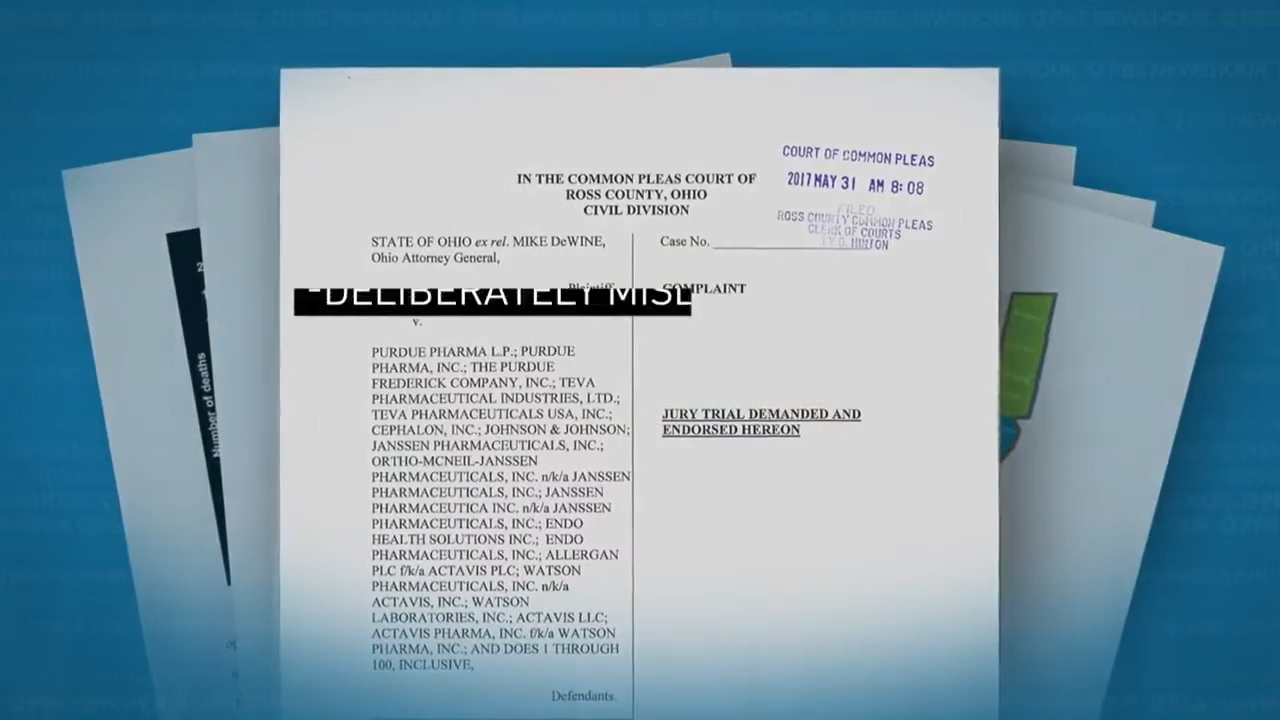 COURT OF COMMON PLEAS
2017 MAY 31 AM 8:08
FILED
ROSS COUNTY COMMON PLEAS
CLERK OF COURTS
IN THE COMMON PLEAS COURT OF
ROSS COUNTY, OHIO
CIVIL DIVISION
STATE OF OHIO ex rel. MIKE DeWINE,
Ohio Attorney General,
Plaintiff
v.
PURDUE PHARMA L.P.; PURDUE
PHARMA, INC.; THE PURDUE
FREDERICK COMPANY, INC.; TEVA
PHARMACEUTICAL INDUSTRIES, LTD.;
TEVA PHARMACEUTICALS USA, INC.;
CEPHALON, INC.; JOHNSON & JOHNSON;
JANSSEN PHARMACEUTICALS, INC.;
ORTHO-MCNEIL-JANSSEN
PHARMACEUTICALS, INC. n/k/a JANSSEN
PHARMACEUTICALS, INC.; JANSSEN
PHARMACEUTICA INC. n/k/a JANSSEN
PHARMACEUTICALS, INC.; ENDO
HEALTH SOLUTIONS INC.; ENDO
PHARMACEUTICALS, INC.; ALLERGAN
PLC f/k/a ACTAVIS PLC; WATSON
PHARMACEUTICALS, INC. n/k/a
ACTAVIS, INC.; WATSON
LABORATORIES, INC.; ACTAVIS LLC;
ACTAVIS PHARMA, INC. f/k/a WATSON
PHARMA, INC.; AND DOES 1 THROUGH
100, INCLUSIVE,
Defendants.
Case No.
COMPLAINT
JURY TRIAL DEMANDED AND
ENDORSED HEREON
-DELIBERATELY MISL
Number of deaths